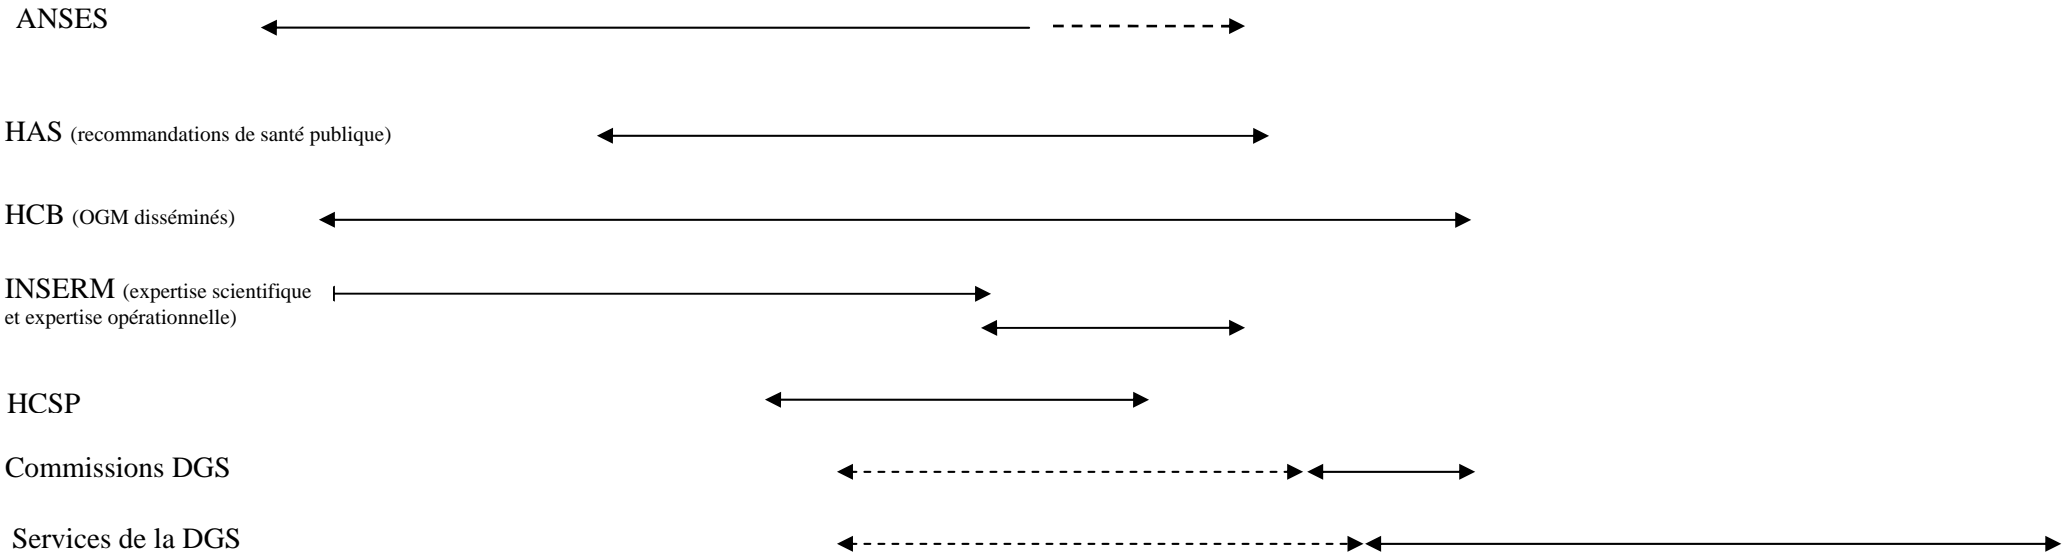 ANSES
HAS (recommandations de santé publique)
HCB (OGM disséminés)
INSERM (expertise scientifique
et expertise opérationnelle)
HCSP
Commissions DGS
Services de la DGS